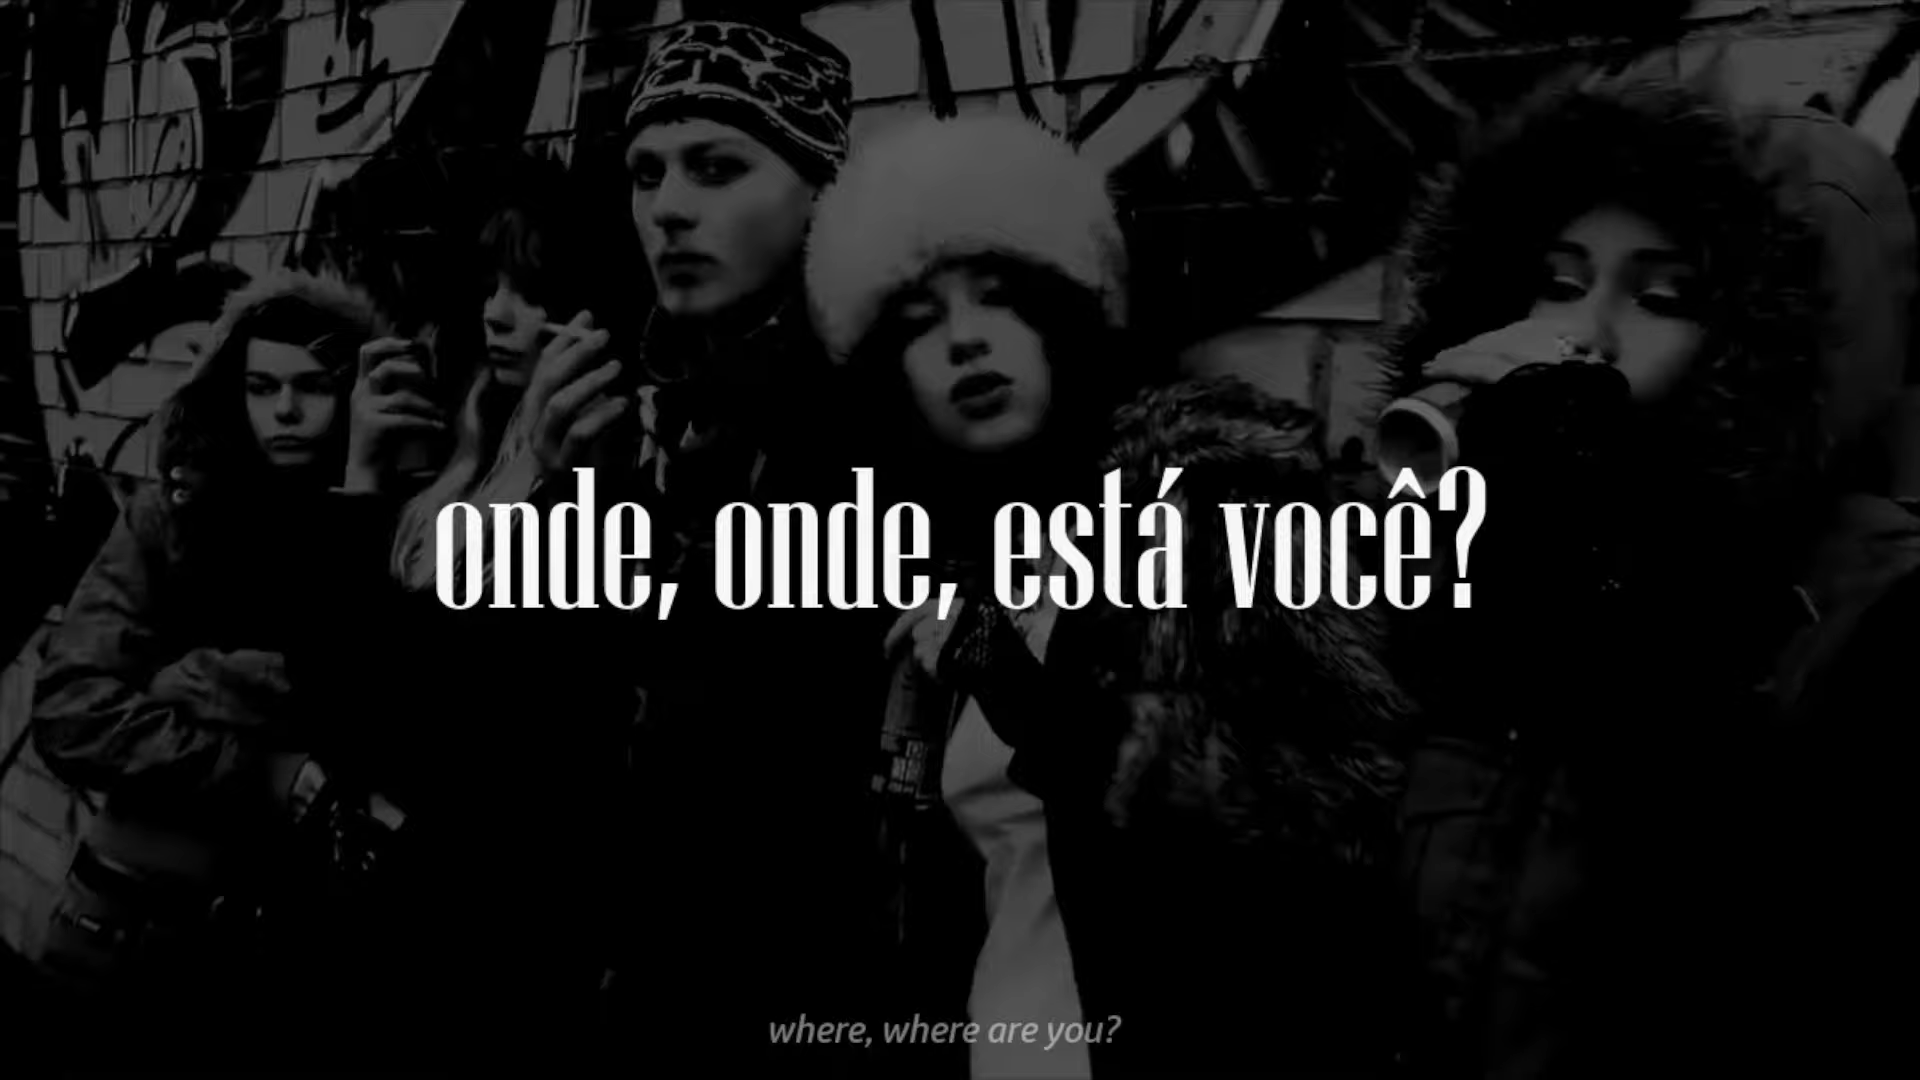 onde, onde, está você?
where, where are you?